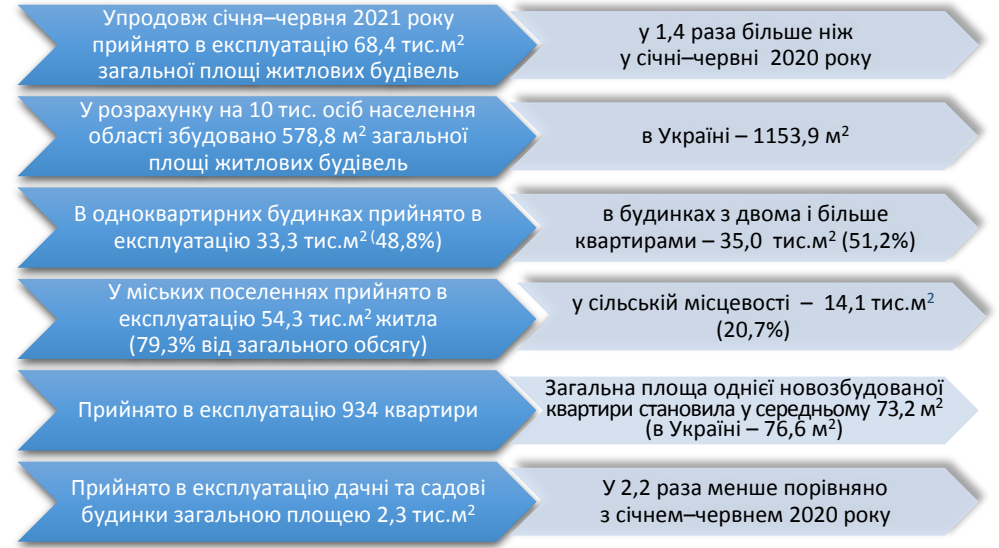 Упродовж січня–червня 2021 року
прийнято в експлуатацію 68,4 тис.м²
загальної площі житлових будівель
у 1,4 раза більше ніж
у січні–червні 2020 року
У розрахунку на 10 тис. осіб населення
області збудовано 578,8 м² загальної
площі житлових будівель
в Україні – 1153,9 м²
В одноквартирних будинках прийнято в
експлуатацію 33,3 тис.м² (48,8%)
в будинках з двома і більше
квартирами – 35,0 тис.м² (51,2%)
У міських поселеннях прийнято в
експлуатацію 54,3 тис.м² житла
(79,3% від загального обсягу)
у сільській місцевості – 14,1 тис.м²
(20,7%)
Прийнято в експлуатацію 934 квартири
Загальна площа однієї новозбудованої
квартири становила у середньому 73,2 м²
(в Україні – 76,6 м²)
Прийнято в експлуатацію дачні та садові
будинки загальною площею 2,3 тис.м²
У 2,2 раза менше порівняно
з січнем–червнем 2020 року